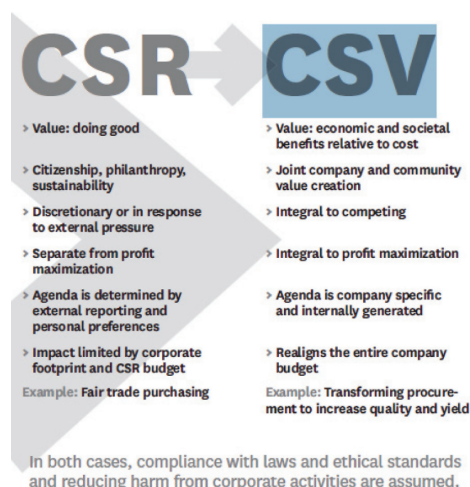 CSR
CSV
> Value: doing good
> Value: economic and societal
benefits relative to cost
> Citizenship, philanthropy,
sustainability
> Joint company and community
value creation
> Discretionary or in response
to external pressure
> Integral to competing
> Separate from profit
maximization
> Integral to profit maximization
> Agenda is determined by
external reporting and
personal preferences
> Agenda is company specific
and internally generated
> Impact limited by corporate
footprint and CSR budget
> Realigns the entire company
budget
Example: Fair trade purchasing
Example: Transforming procure-
ment to increase quality and yield
In both cases, compliance with laws and ethical standards
and reducing harm from corporate activities are assumed.